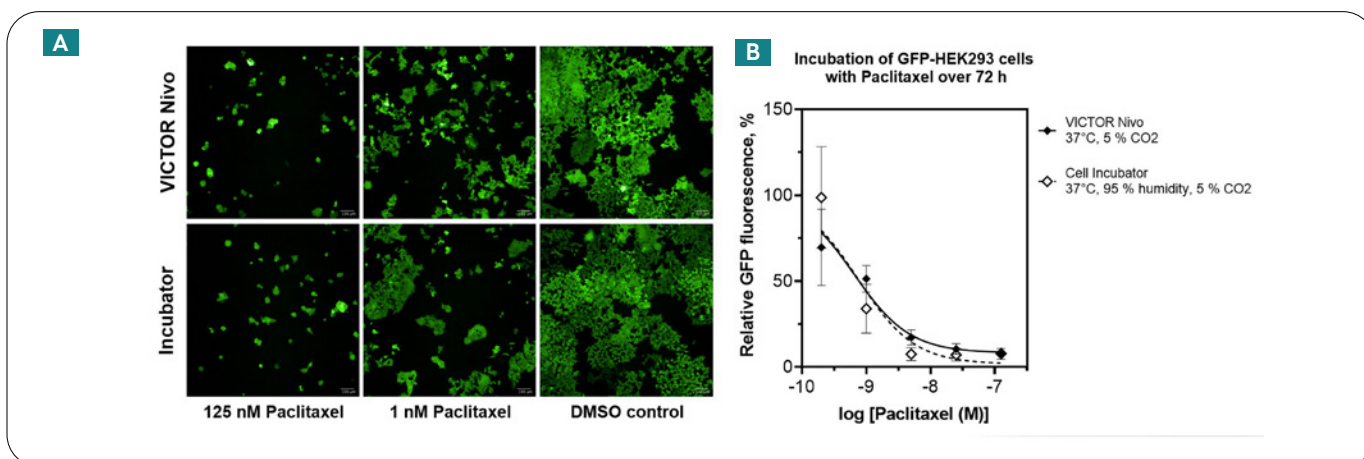 A
VICTOR Nivo
Incubator
125 nM Paclitaxel
1 nM Paclitaxel
DMSO control
B
Incubation of GFP-HEK293 cells
with Paclitaxel over 72 h
Relative GFP fluorescence, %
150
100
50
0
-10
-9
-8
-7
log [Paclitaxel (M)]
VICTOR Nivo
37°C, 5 % CO2
Cell Incubator
37°C, 95 % humidity, 5 % CO2